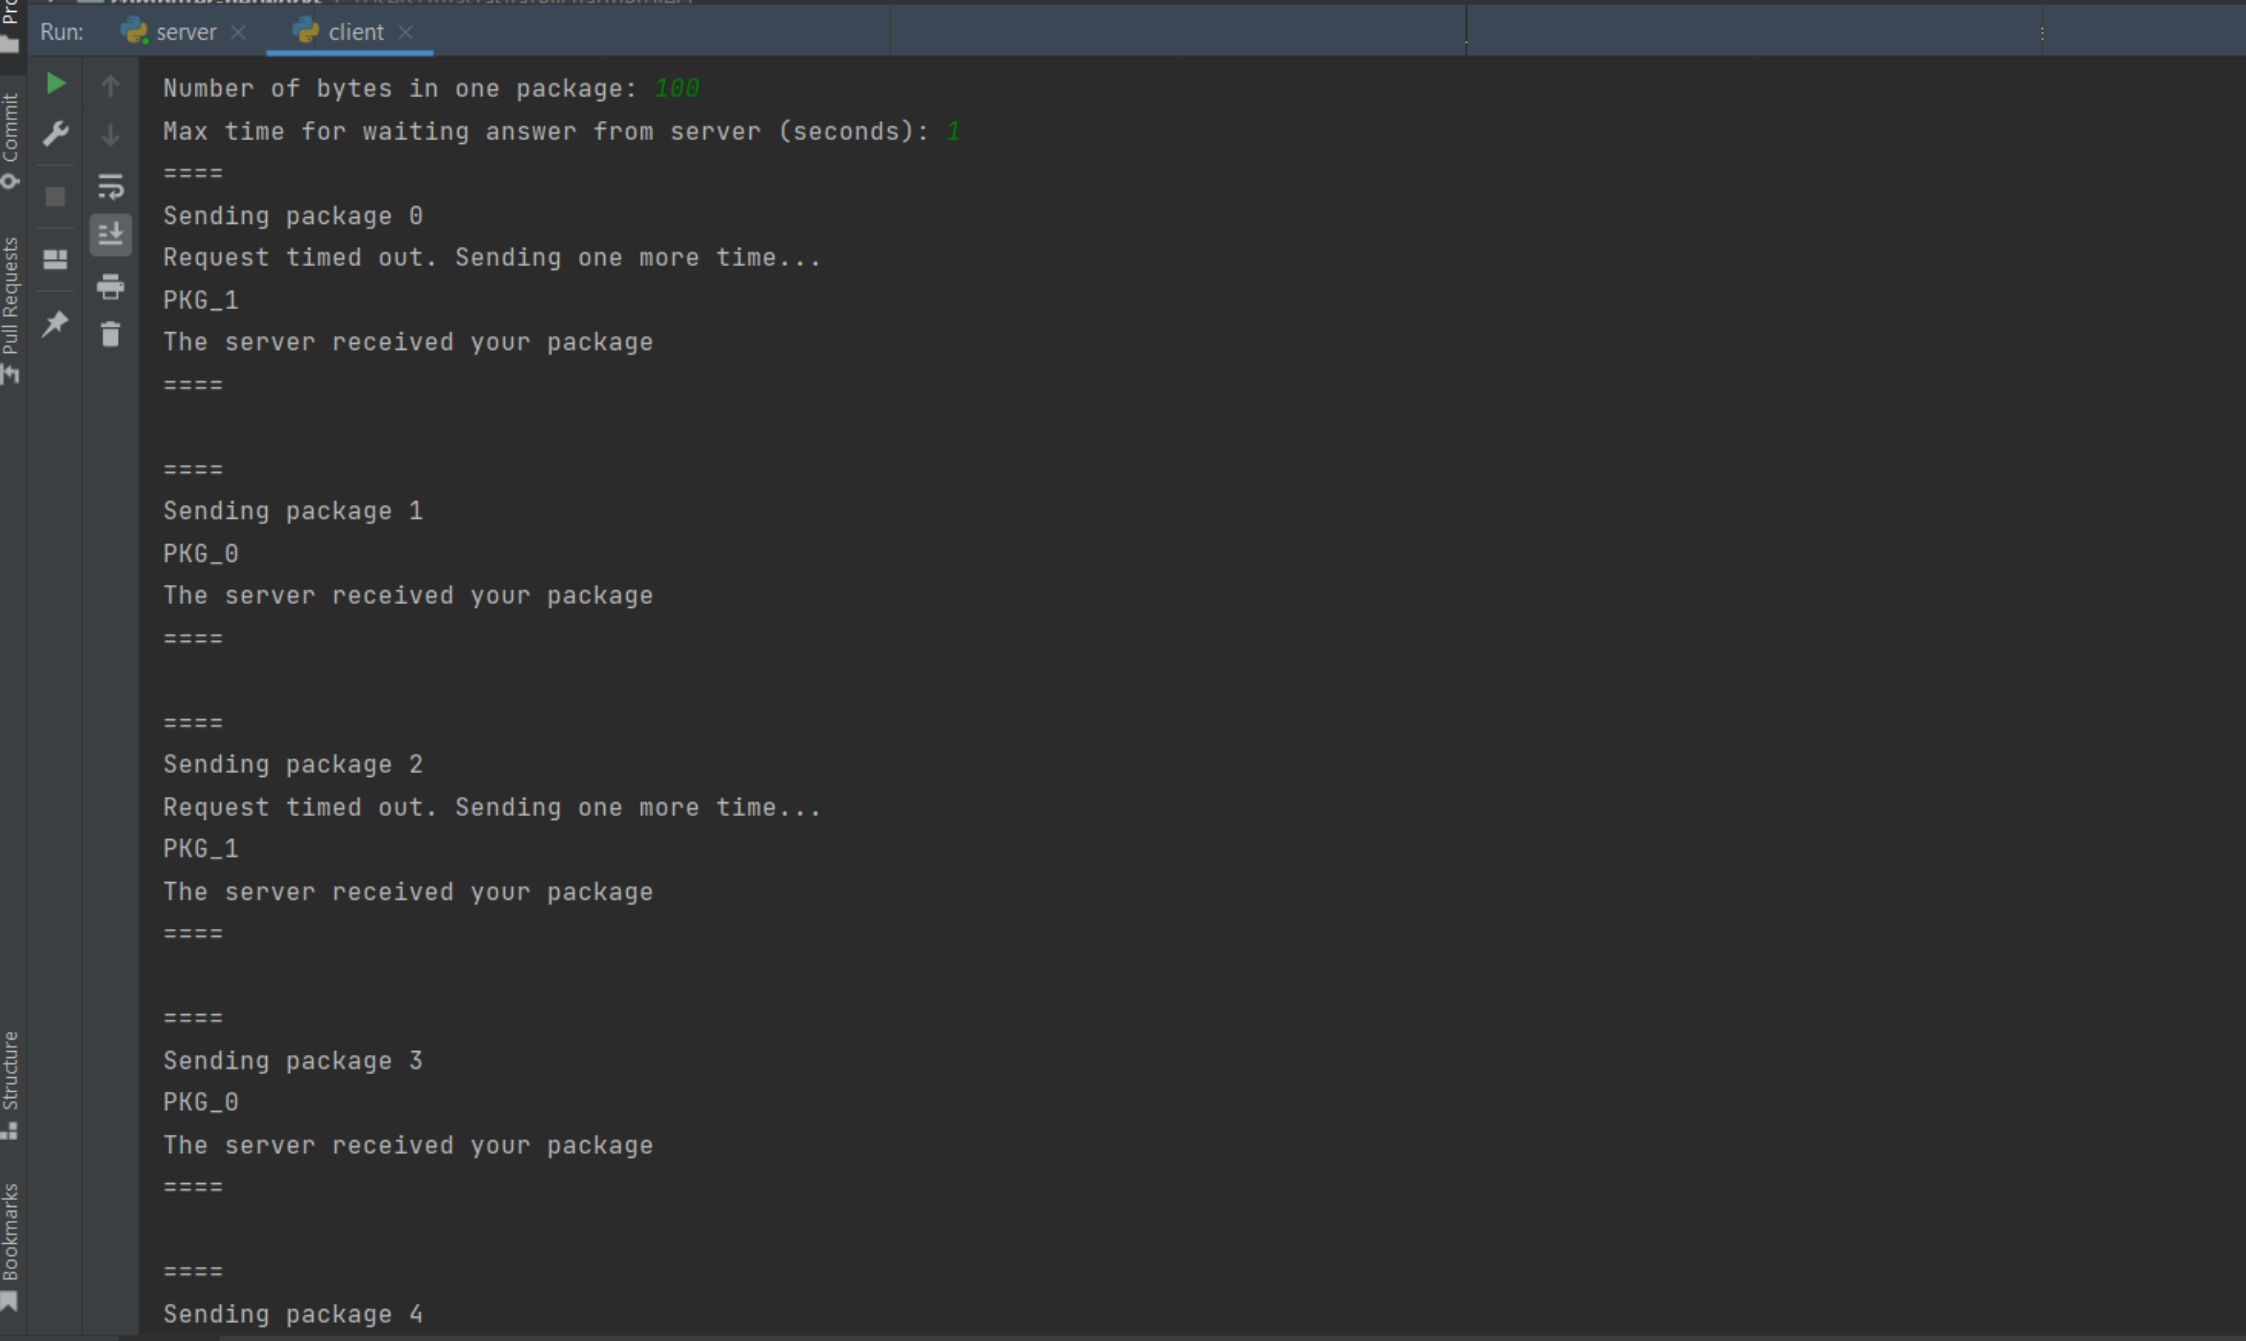 Run: server client
Commit
Pull Requests
Structure
Bookmarks
Number of bytes in one package: 100
Max time for waiting answer from server (seconds): 1
====
Sending package 0
Request timed out. Sending one more time...
PKG_1
The server received your package
====
====
Sending package 1
PKG_0
The server received your package
====
====
Sending package 2
Request timed out. Sending one more time...
PKG_1
The server received your package
====
====
Sending package 3
PKG_0
The server received your package
====
====
Sending package 4